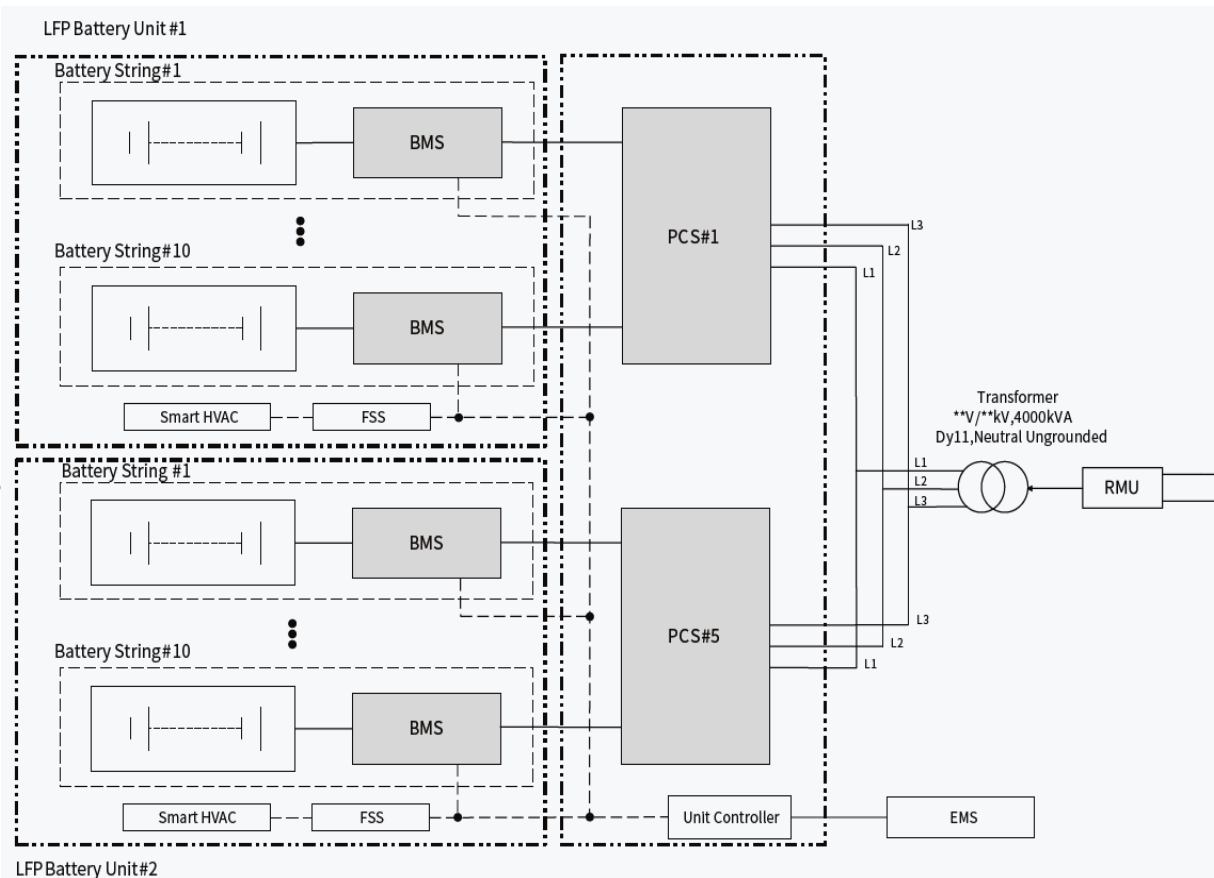 LFP Battery Unit #1
Battery String#1
BMS
PCS#1
L3
L2
L1
Battery String#10
BMS
Smart HVAC
FSS
Transformer
**V/**kV,4000kVA
Dy11,Neutral Ungrounded
Battery String #1
L1
L2
L3
RMU
BMS
PCS#5
L3
L2
L1
Battery String#10
BMS
Smart HVAC
FSS
Unit Controller
EMS
LFP Battery Unit#2